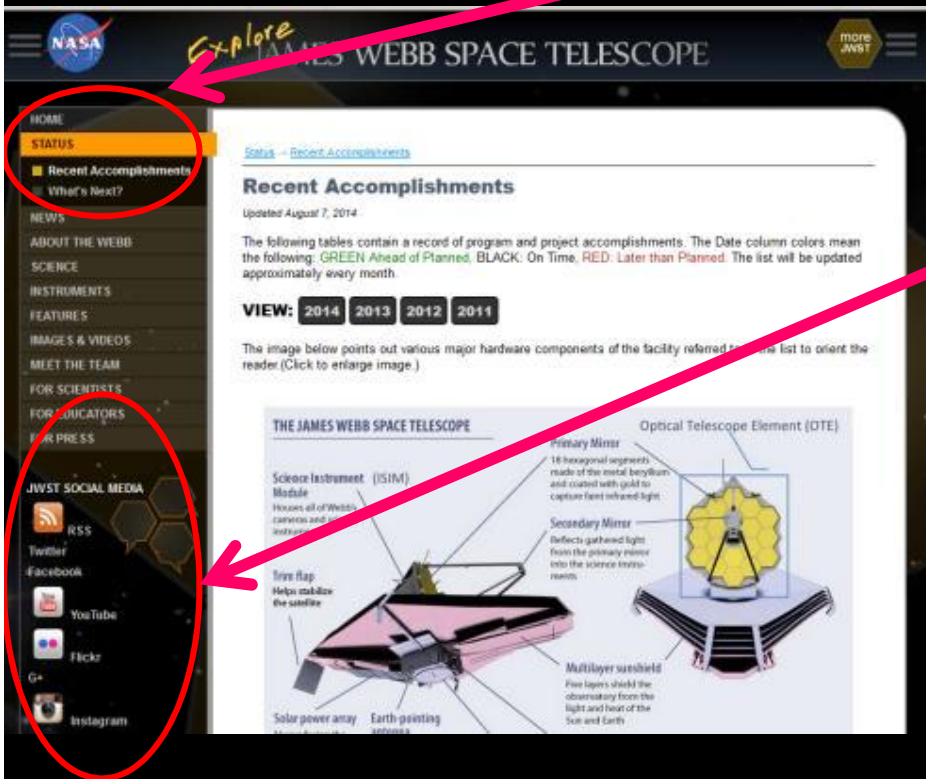 NASA
Explore
JAMES WEBB SPACE TELESCOPE
more
JWST
HOME
STATUS
Recent Accomplishments
What's Next?
NEWS
ABOUT THE WEBB
SCIENCE
INSTRUMENTS
FEATURES
IMAGES & VIDEOS
MEET THE TEAM
FOR SCIENTISTS
FOR EDUCATORS
FOR PRESS
JWST SOCIAL MEDIA
RSS
Twitter
Facebook
You
YouTube
Flickr
G+
Instagram
Status → Recent Accomplishments
Recent Accomplishments
Updated August 7, 2014
The following tables contain a record of program and project accomplishments. The Date column colors mean
the following: GREEN Ahead of Planned, BLACK: On Time, RED: Later than Planned. The list will be updated
approximately every month.
VIEW: 2014 2013 2012 2011
The image below points out various major hardware components of the facility referred to the list to orient the
reader.(Click to enlarge image.)
THE JAMES WEBB SPACE TELESCOPE
Optical Telescope Element (OTE)
Science Instrument (ISIM)
Module
Houses all of Webb's
cameras and
Primary Mirror
18 hexagonal segments
made of the metal beryllium
and coated with gold to
capture faint infrared light
Secondary Mirror
Reflects gathered light
from the primary mirror
into the science instru-
ments
Trim flap
Helps stabilize
the satellite
Multilayer sunshield
Five layers shield the
observatory from the
light and heat of the
Sun and Earth
Solar power array
Earth-pointing
antenna